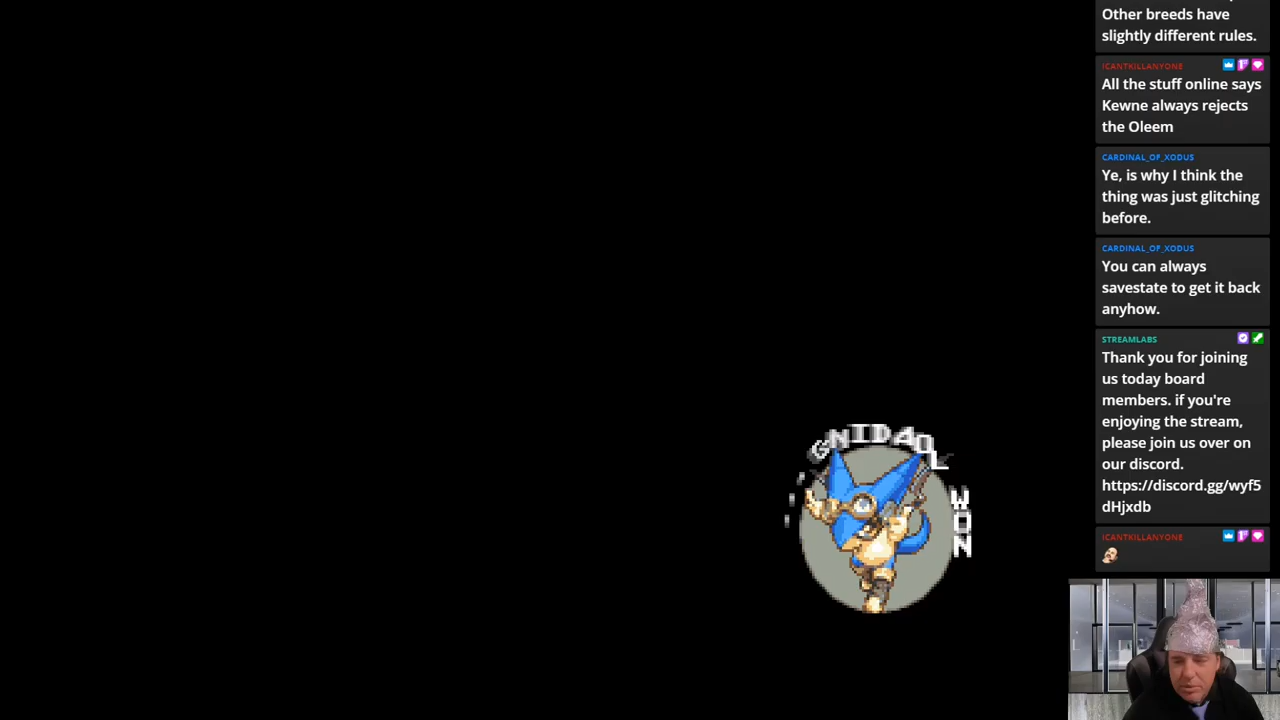 Other breeds have
slightly different rules.
ICANTKILLANYONE
All the stuff online says
Kewne always rejects
the Oleem
CARDINAL_OF_XODUS
Ye, is why I think the
thing was just glitching
before.
CARDINAL_OF_XODUS
You can always
savestate to get it back
anyhow.
STREAMLABS
Thank you for joining
us today board
members. if you're
enjoying the stream,
please join us over on
our discord.
https://discord.gg/wyf5
dHjxdb
ICANTKILLANYONE
GNIDAOL
WON